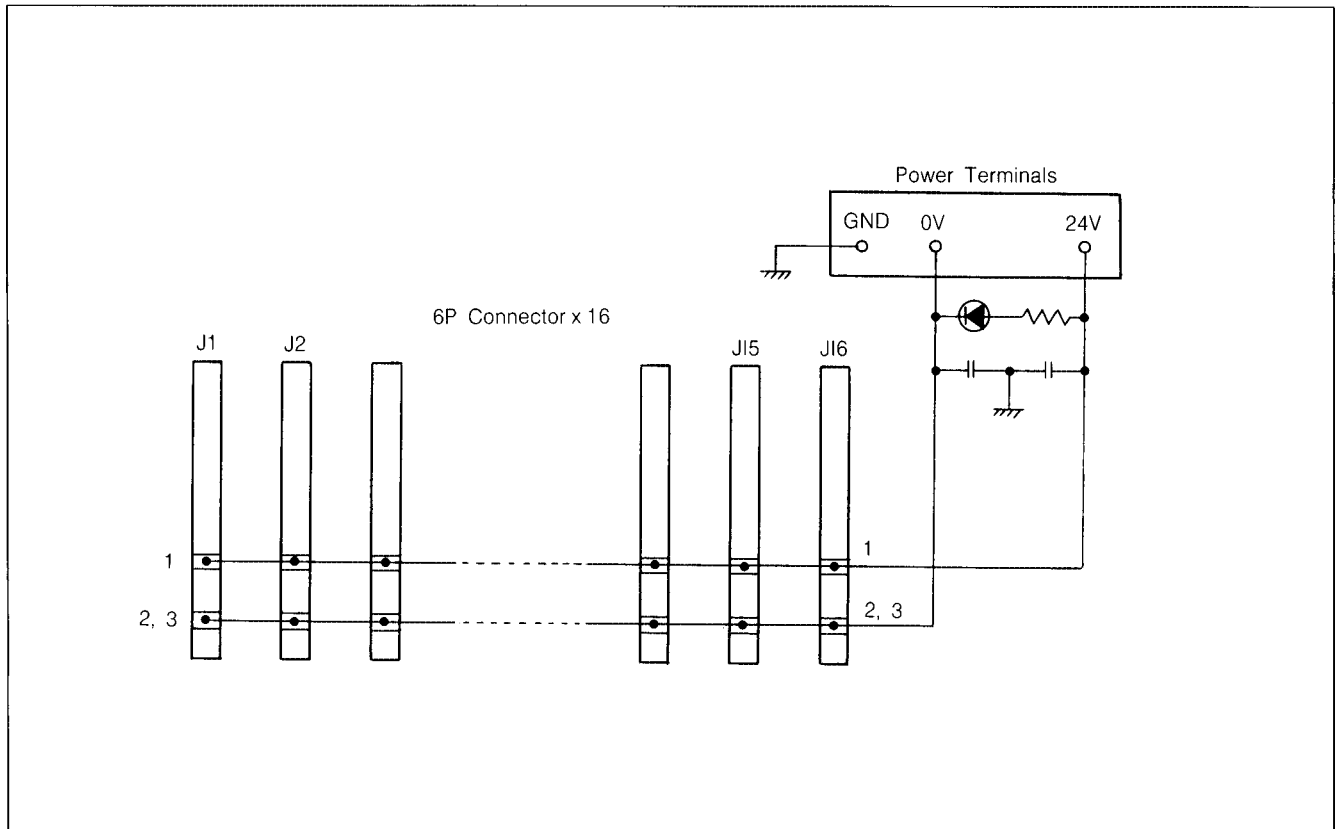 Power Terminals
GND 0V 24V
6P Connector x 16
J1 J2 JI5 JI6
1 1
2, 3 2, 3